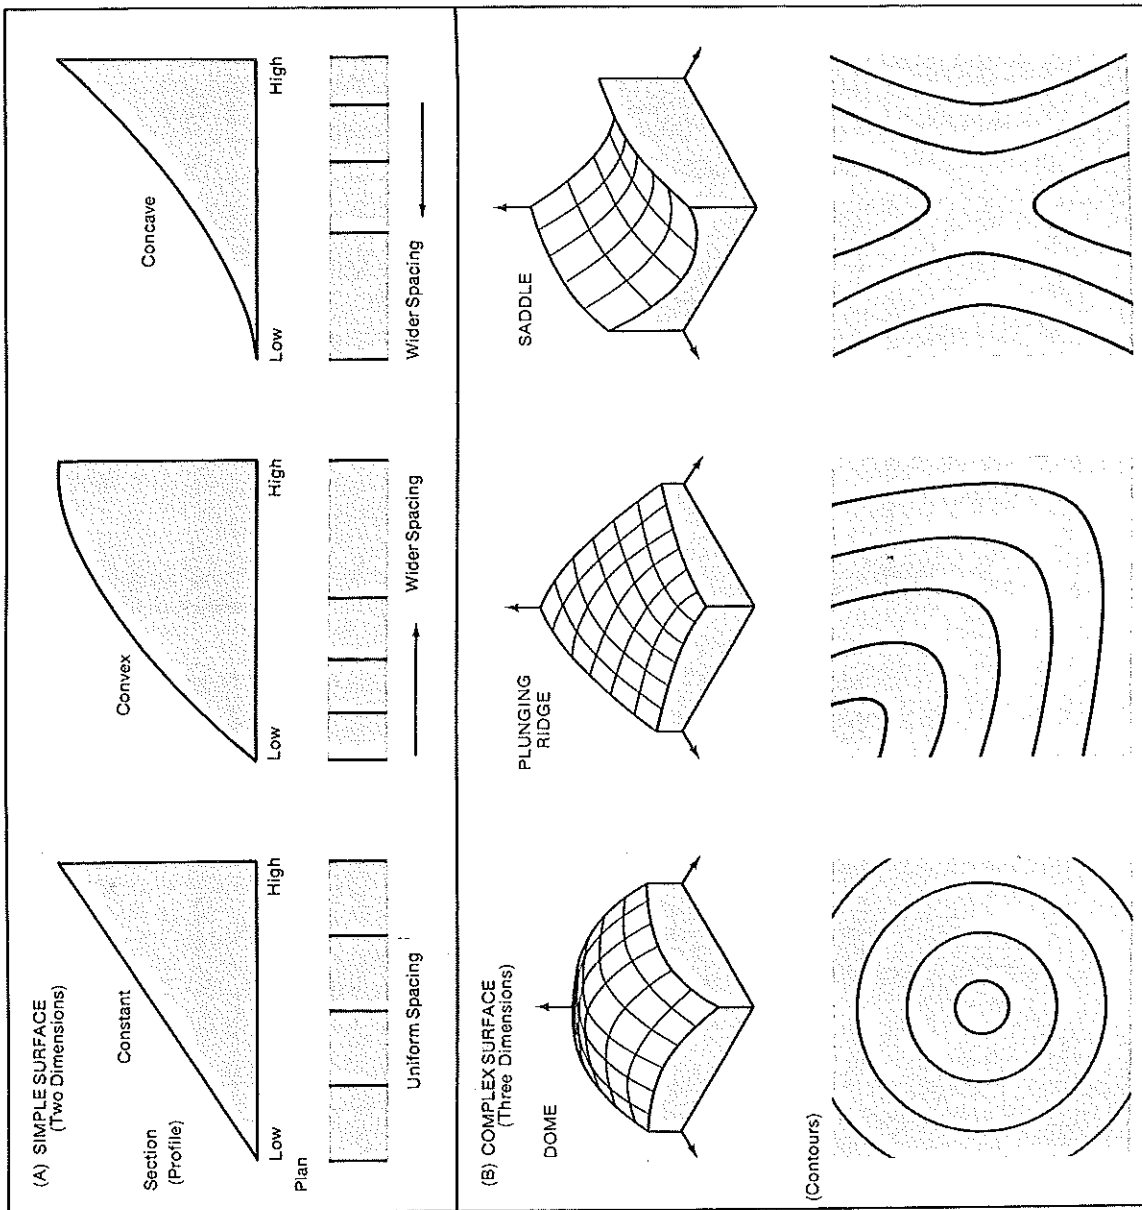 (A) SIMPLE SURFACE
(Two Dimensions)
Section
(Profile)
Constant
Convex
Concave
Low
High
Low
High
Low
High
Plan
Uniform Spacing
Wider Spacing
Wider Spacing
(B) COMPLEX SURFACE
(Three Dimensions)
DOME
PLUNGING
RIDGE
SADDLE
(Contours)